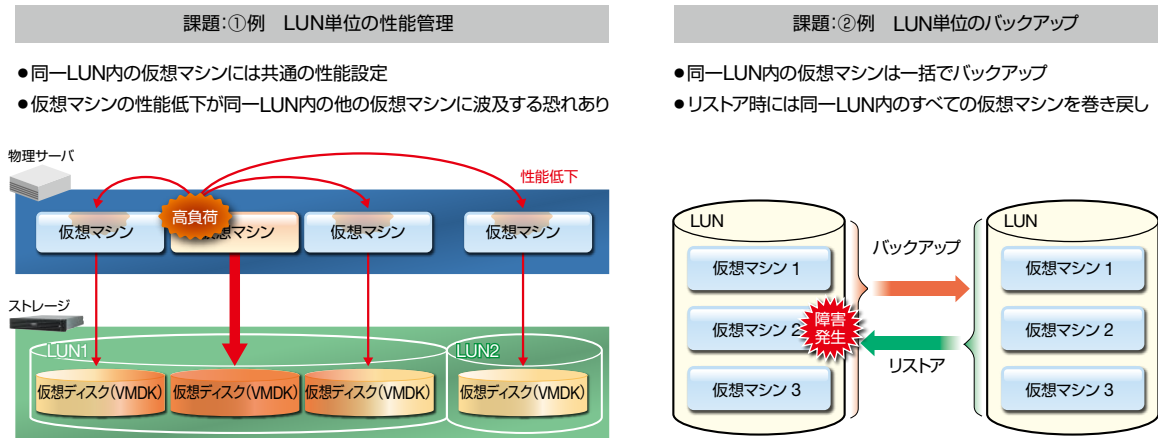 課題:①例　LUN単位の性能管理
●同一LUN内の仮想マシンには共通の性能設定
●仮想マシンの性能低下が同一LUN内の他の仮想マシンに波及する恐れあり
物理サーバ
性能低下
高負荷
仮想マシン
仮想マシン
仮想マシン
仮想マシン
ストレージ
LUN1
LUN2
仮想ディスク(VMDK)
仮想ディスク(VMDK)
仮想ディスク(VMDK)
仮想ディスク(VMDK)
課題:②例　LUN単位のバックアップ
●同一LUN内の仮想マシンは一括でバックアップ
●リストア時には同一LUN内のすべての仮想マシンを巻き戻し
LUN
仮想マシン 1
仮想マシン 2
仮想マシン 3
障害
発生
バックアップ
リストア
LUN
仮想マシン 1
仮想マシン 2
仮想マシン 3